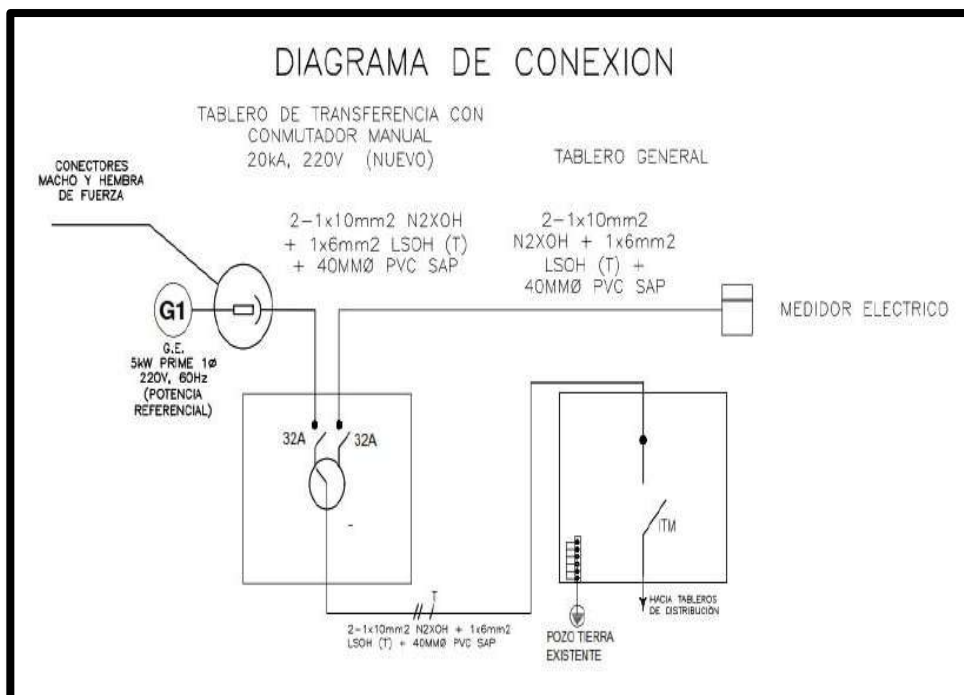 DIAGRAMA DE CONEXION
TABLERO DE TRANSFERENCIA CON
CONMUTADOR MANUAL
20kA, 220V (NUEVO)
TABLERO GENERAL
CONECTORES
MACHO Y HEMBRA
DE FUERZA
2-1x10mm2 N2XOH
+ 1x6mm2 LSOH (T)
+ 40MMØ PVC SAP
2-1x10mm2
N2XOH + 1x6mm2
LSOH (T) +
40MMØ PVC SAP
G1
MEDIDOR ELECTRICO
G.E.
5kW PRIME 1Ø
220V, 60Hz
(POTENCIA
REFERENCIAL)
32A
32A
ITM
T
2-1x10mm2 N2XOH + 1x6mm2
LSOH (T) + 40MMØ PVC SAP
HACIA TABLEROS
DE DISTRIBUCIÓN
POZO TIERRA
EXISTENTE